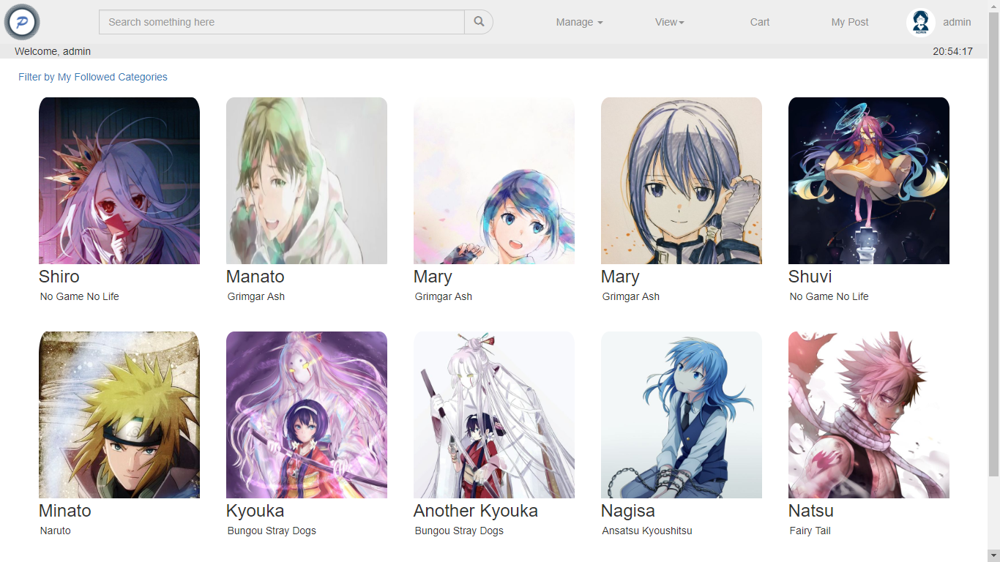 P
Search something here
Manage
View
Cart
My Post
ADMIN
admin
Welcome, admin
20:54:17
Filter by My Followed Categories
Shiro
Manato
Mary
Mary
Shuvi
No Game No Life
Grimgar Ash
Grimgar Ash
Grimgar Ash
No Game No Life
Minato
Kyouka
Another Kyouka
Nagisa
Natsu
Naruto
Bungou Stray Dogs
Bungou Stray Dogs
Ansatsu Kyoushitsu
Fairy Tail